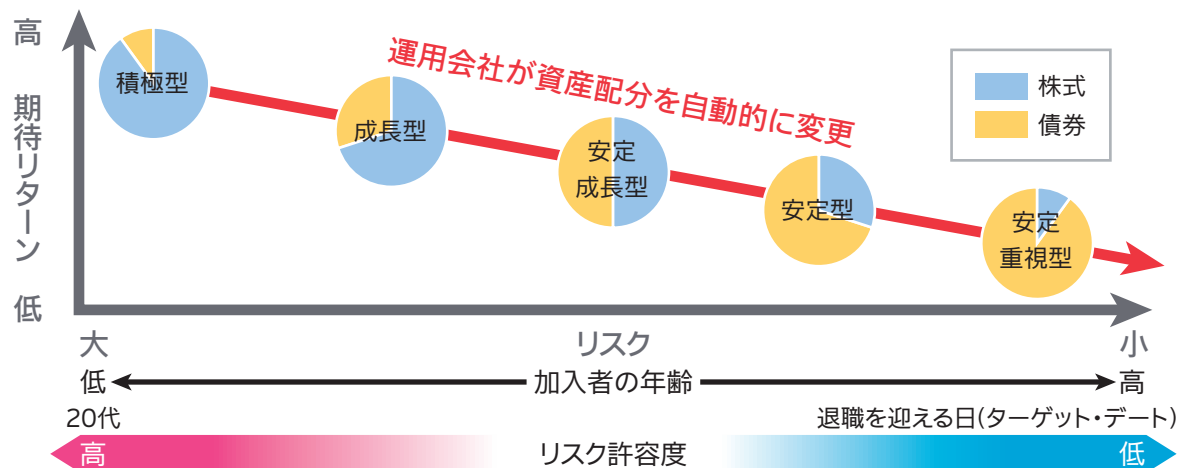 高
期待リターン
低
運用会社が資産配分を自動的に変更
株式
債券
積極型
成長型
安定
成長型
安定型
安定
重視型
大
リスク
小
低
加入者の年齢
高
20代
退職を迎える日(ターゲット・デート)
高
リスク許容度
低